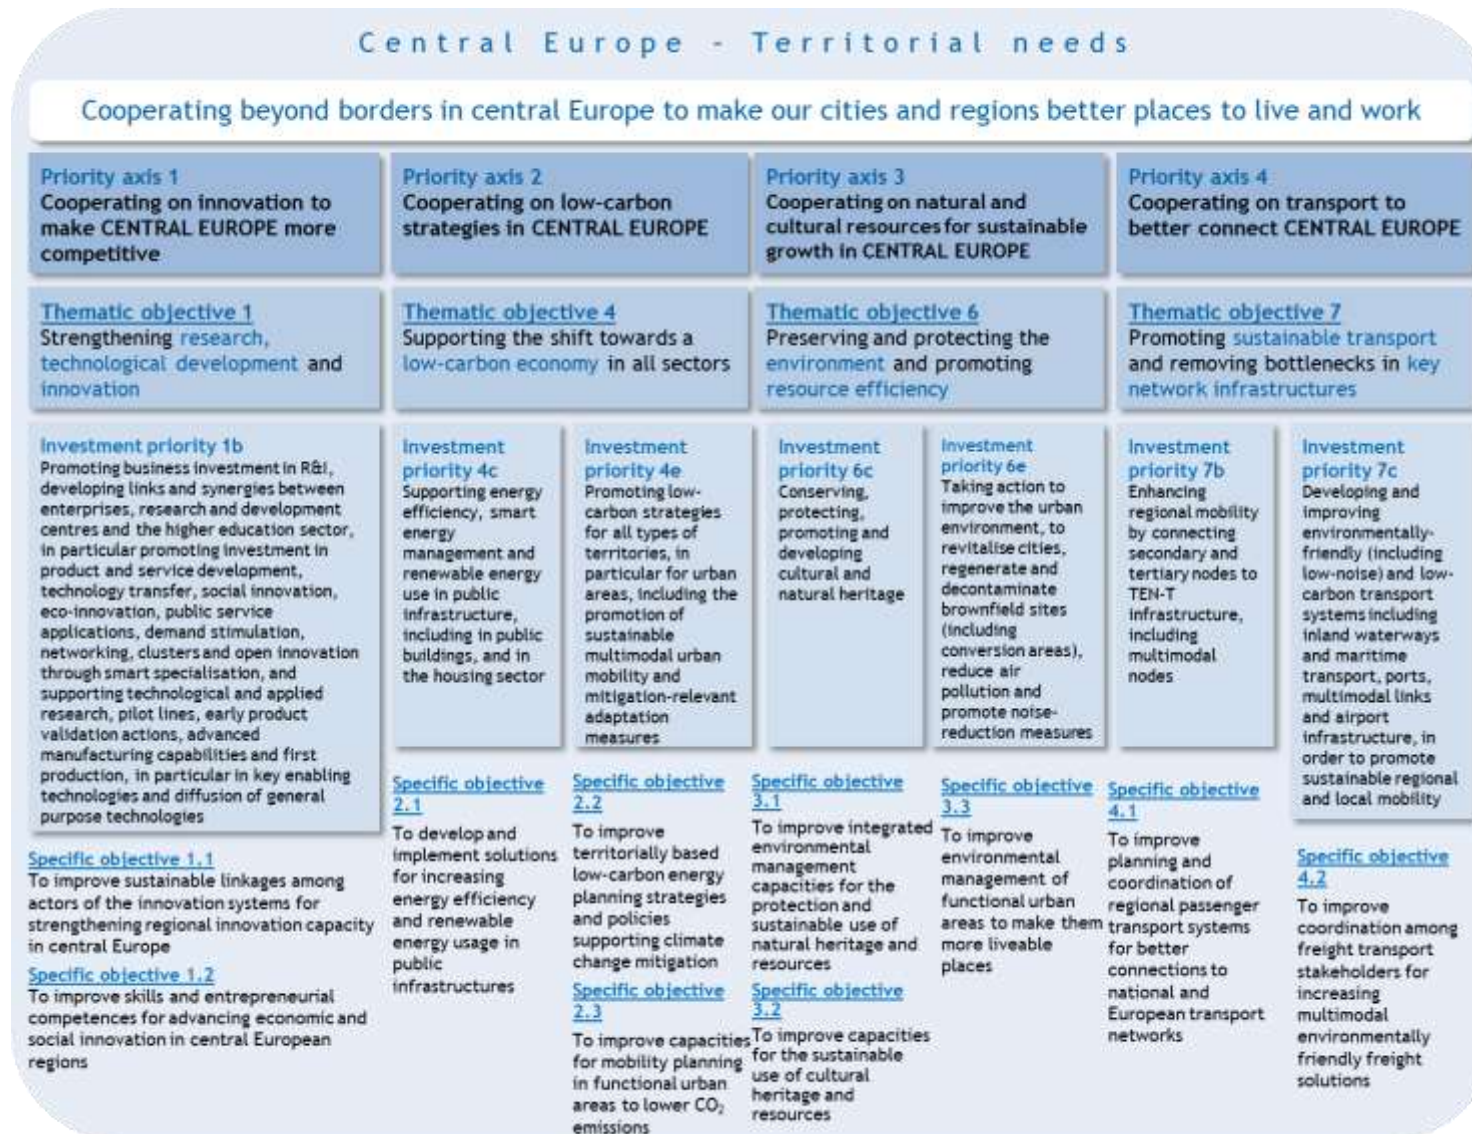 Central Europe - Territorial needs
Cooperating beyond borders in central Europe to make our cities and regions better places to live and work
Priority axis 1
Cooperating on innovation to
make CENTRAL EUROPE more
competitive
Priority axis 2
Cooperating on low-carbon
strategies in CENTRAL EUROPE
Priority axis 3
Cooperating on natural and
cultural resources for sustainable
growth in CENTRAL EUROPE
Priority axis 4
Cooperating on transport to
better connect CENTRAL EUROPE
Thematic objective 1
Strengthening research,
technological development and
innovation
Thematic objective 4
Supporting the shift towards a
low-carbon economy in all sectors
Thematic objective 6
Preserving and protecting the
environment and promoting
resource efficiency
Thematic objective 7
Promoting sustainable transport
and removing bottlenecks in key
network infrastructures
Investment priority 1b
Promoting business investment in R&I,
developing links and synergies between
enterprises, research and development
centres and the higher education sector,
in particular promoting investment in
product and service development,
technology transfer, social innovation,
eco-innovation, public service
applications, demand stimulation,
networking, clusters and open innovation
through smart specialisation, and
supporting technological and applied
research, pilot lines, early product
validation actions, advanced
manufacturing capabilities and first
production, in particular in key enabling
technologies and diffusion of general
purpose technologies
Specific objective 1.1
To improve sustainable linkages among
actors of the innovation systems for
strengthening regional innovation capacity
in central Europe
Specific objective 1.2
To improve skills and entrepreneurial
competences for advancing economic and
social innovation in central European
regions
Investment
priority 4c
Supporting energy
efficiency, smart
energy
management and
renewable energy
use in public
infrastructure,
including in public
buildings, and in
the housing sector
Specific objective
2.1
To develop and
implement solutions
for increasing
energy efficiency
and renewable
energy usage in
public
infrastructures
Investment
priority 4e
Promoting low-
carbon strategies
for all types of
territories, in
particular for urban
areas, including the
promotion of
sustainable
multimodal urban
mobility and
mitigation-relevant
adaptation
measures
Specific objective
2.2
To improve
territorially based
low-carbon energy
planning strategies
and policies
supporting climate
change mitigation
Specific objective
2.3
To improve capacities
for mobility planning
in functional urban
areas to lower CO₂
emissions
Investment
priority 6c
Conserving,
protecting,
promoting and
developing
cultural and
natural heritage
Specific objective
3.1
To improve integrated
environmental
management
capacities for the
protection and
sustainable use of
natural heritage and
resources
Specific objective
3.2
To improve capacities
for the sustainable
use of cultural
heritage and
resources
Investment
priority 6e
Taking action to
improve the urban
environment, to
revitalise cities,
regenerate and
decontaminate
brownfield sites
(including
conversion areas),
reduce air
pollution and
promote noise-
reduction measures
Specific objective
3.3
To improve
environmental
management of
functional urban
areas to make them
more liveable
places
Investment
priority 7b
Enhancing
regional mobility
by connecting
secondary and
tertiary nodes to
TEN-T
infrastructure,
including
multimodal
nodes
Specific objective
4.1
To improve
planning and
coordination of
regional passenger
transport systems
for better
connections to
national and
European transport
networks
Investment
priority 7c
Developing and
improving
environmentally-
friendly (including
low-noise) and low-
carbon transport
systems including
inland waterways
and maritime
transport, ports,
multimodal links
and airport
infrastructure, in
order to promote
sustainable regional
and local mobility
Specific objective
4.2
To improve
coordination among
freight transport
stakeholders for
increasing
multimodal
environmentally
friendly freight
solutions